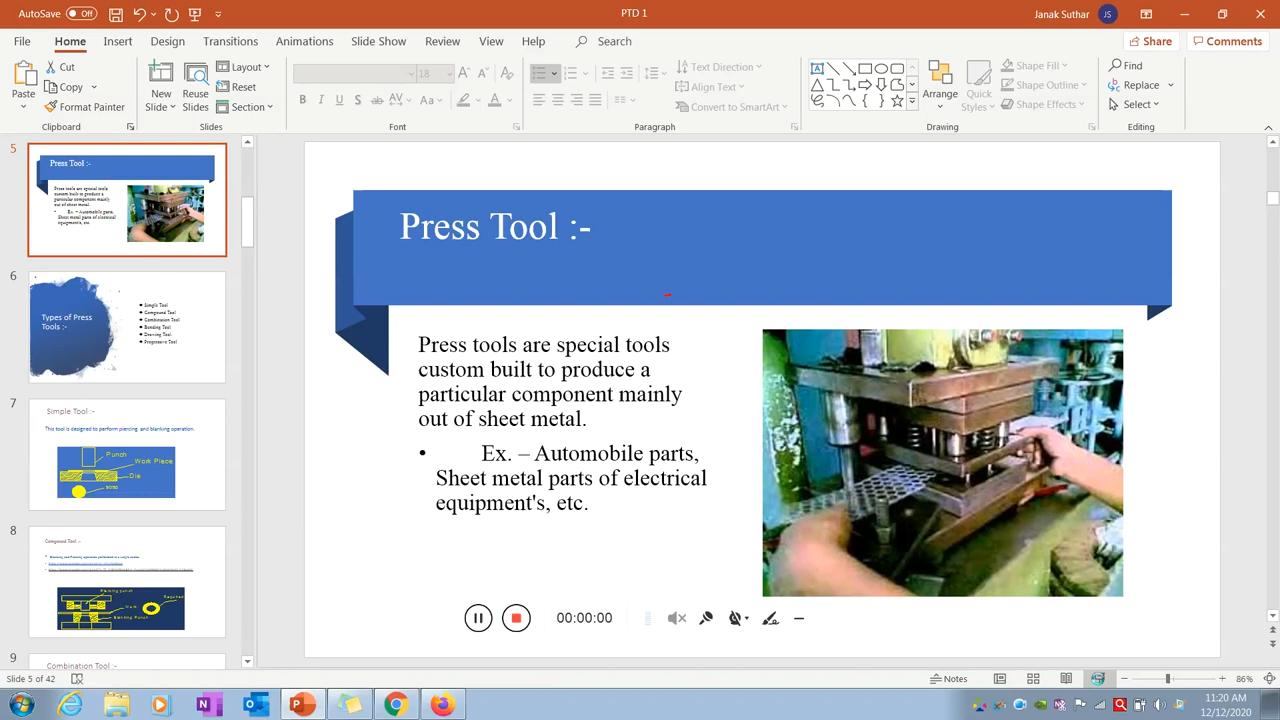 AutoSave Off PTD 1 Janak Suthar JS
File Home Insert Design Transitions Animations Slide Show Review View Help Search Share Comments
Paste Cut Copy Format Painter Clipboard
New Slide Reuse Slides Layout Reset Section Slides
18
B I U S ab AV Aa A Font
Text Direction Align Text Convert to SmartArt Paragraph
Arrange Quick Styles Shape Fill Shape Outline Shape Effects Drawing
Find Replace Select Editing
5
Press Tool :-
Press tools are special tools
custom built to produce a
particular component mainly
out of sheet metal.
• Ex. – Automobile parts,
Sheet metal parts of electrical
equipment's, etc.
6
Types of Press
Tools :-
Simple Tool
Compound Tool
Combination Tool
Bending Tool
Drawing Tool
Progressive Tool
7
Simple Tool :-
This tool is designed to perform piercing and blanking operation.
Punch
Work Piece
Die
8
Compound Tool :-
Piercing punch
Blanking Punch
9
Combination Tool :-
Press Tool :-
Press tools are special tools
custom built to produce a
particular component mainly
out of sheet metal.
• Ex. – Automobile parts,
Sheet metal parts of electrical
equipment's, etc.
00:00:00
Slide 5 of 42 Notes 86%
11:20 AM
12/12/2020